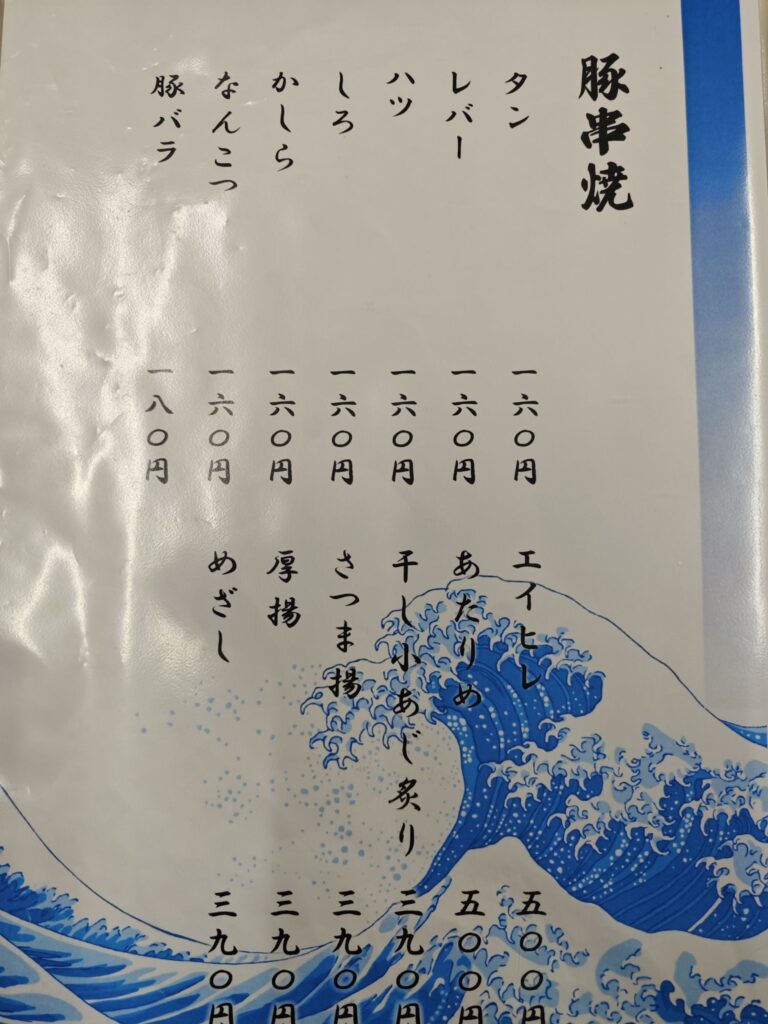 豚串焼
タン 一六〇円
レバー 一六〇円
ハツ 一六〇円
しろ 一六〇円
かしら 一六〇円
なんこつ 一六〇円
豚バラ 一八〇円
エイヒレ 五〇〇円
あたりめ 五〇〇円
干し小あじ炙り 三九〇円
さつま揚 三九〇円
厚揚 三九〇円
めざし 三九〇円